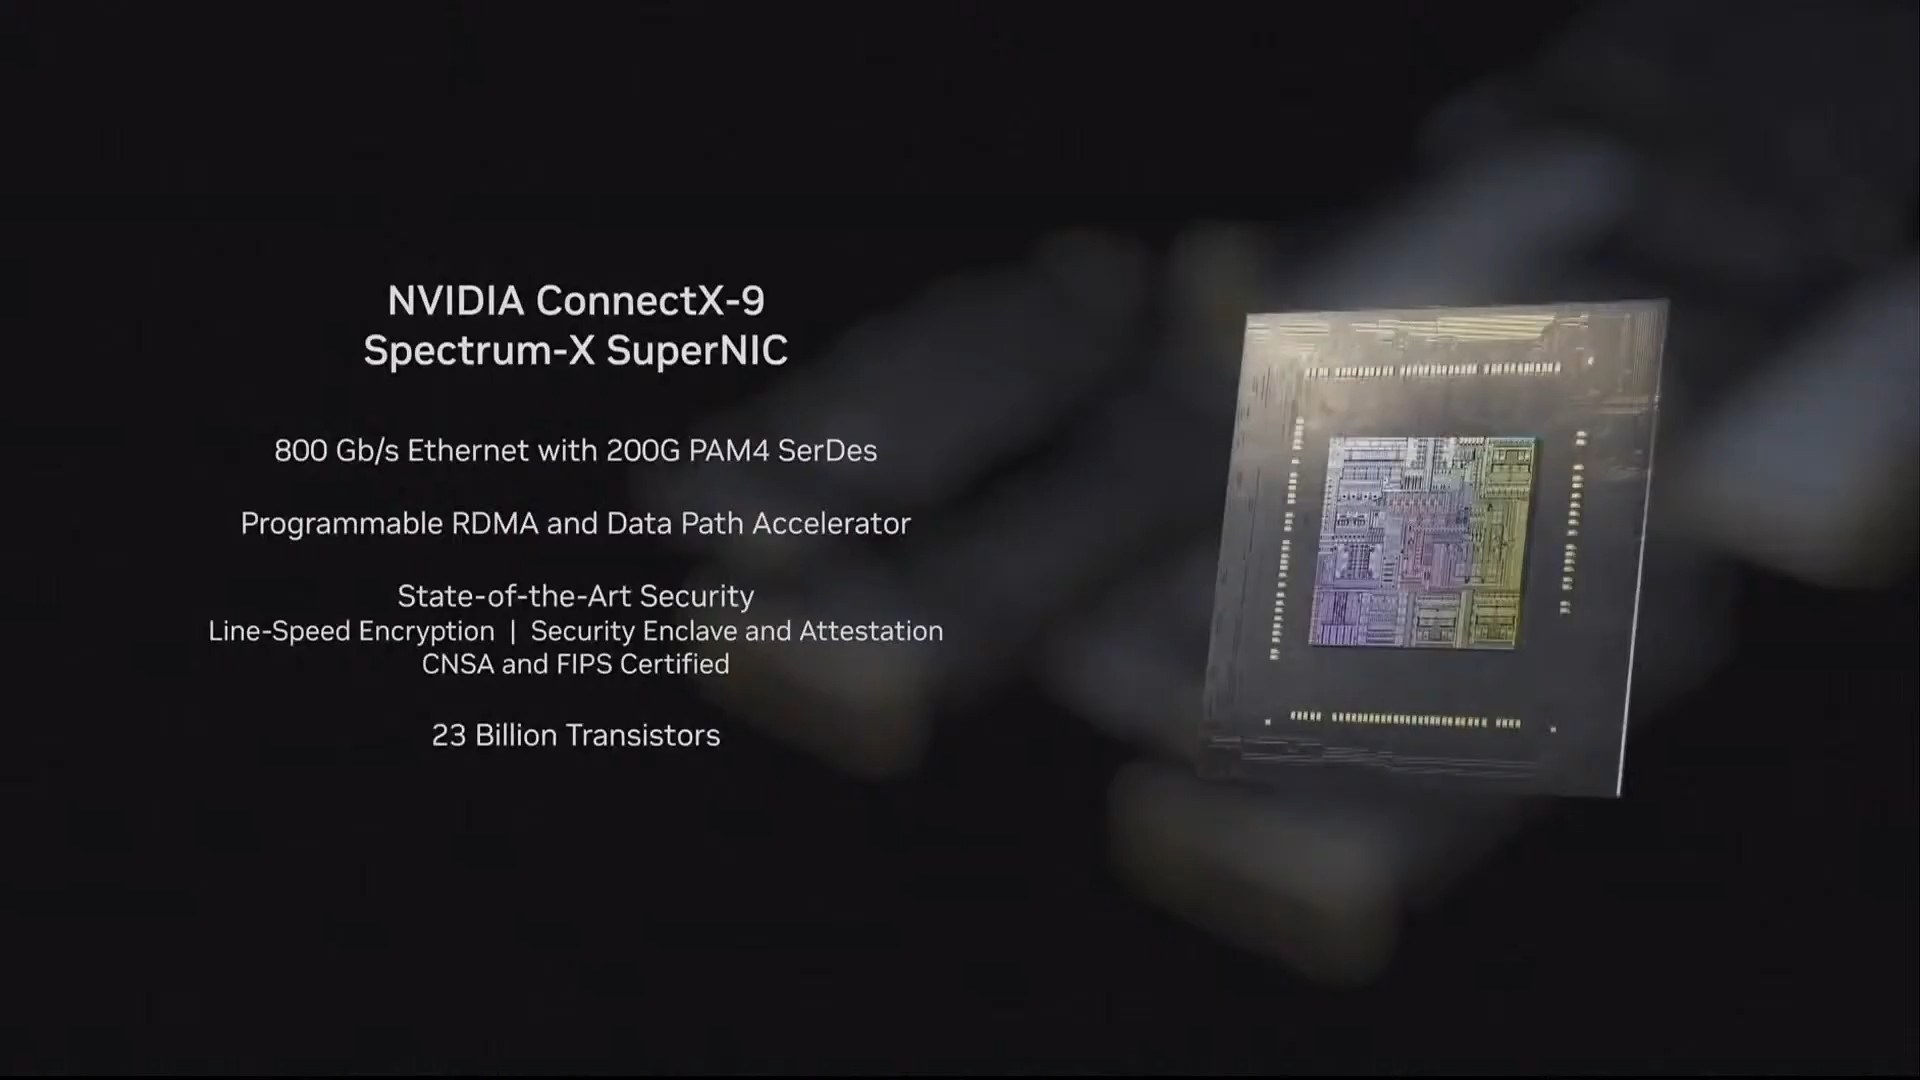 NVIDIA ConnectX-9
Spectrum-X SuperNIC
800 Gb/s Ethernet with 200G PAM4 SerDes
Programmable RDMA and Data Path Accelerator
State-of-the-Art Security
Line-Speed Encryption | Security Enclave and Attestation
CNSA and FIPS Certified
23 Billion Transistors